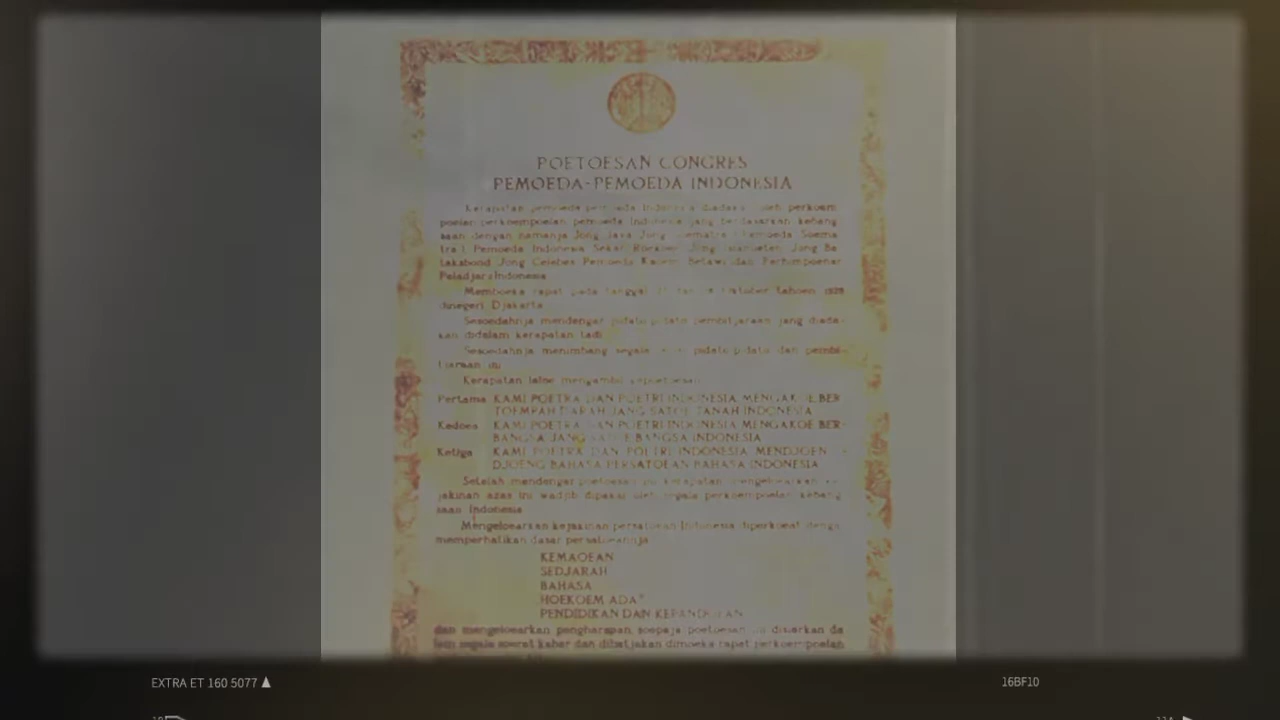 POETOESAN CONGRES
PEMOEDA-PEMOEDA INDONESIA
Kerapatan pemoeda-pemoeda Indonesia diadakan oleh perkoem
poelan-perkoempoelan pemoeda Indonesia jang berdasarkan kebang
saan dengan namanja Jong Java Jong Soematra (Pemoeda Soema
tra) Pemoeda Indonesia Sekar Roekoen Jong Islamieten Jong Ba
takbond Jong Celebes Pemoeda Kaoem Betawi dan Perhimpoenan
Peladjar2 Indonesia
Memboeka rapat pada tanggal October tahoen 1928
dinegeri Djakarta
Sesoedahnja mendengar pidato-pidato pembitjaraan jang diada-
kan didalam kerapatan tadi
Sesoedahnja menimbang segala pidato-pidato dan pembi-
tjaraan ini
Kerapatan laloe mengambil kepoetoesan
Pertama KAMI POETRA DAN POETRI INDONESIA MENGAKOE BER
TOEMPAH DARAH JANG SATOE TANAH INDONESIA
Kedoea KAMI POETRA DAN POETRI INDONESIA MENGAKOE BER-
BANGSA JANG SATOE BANGSA INDONESIA
Ketiga KAMI POETRA DAN POETRI INDONESIA MENDJOEN-
DJOENG BAHASA PERSATOEAN BAHASA INDONESIA
Setelah mendengar poetoesan ini kerapatan mengeloearkan ke
jakinan azas ini wadjib dipakai oleh segala perkoempoelan kebang
saan Indonesia
Mengeloearkan kejakinan persatoean Indonesia diperkoeat dengan
memperhatikan dasar persatoeannja
KEMAOEAN
SEDJARAH
BAHASA
HOEKOEM ADAT
PENDIDIKAN DAN KEPANDOEAN
dan mengeloearkan pengharapan soepaja poetoesan ini disiarkan da
lam segala soerat kabar dan dibatjakan dimoeka rapat perkoempoelan
EXTRA ET 160 5077
16BF10